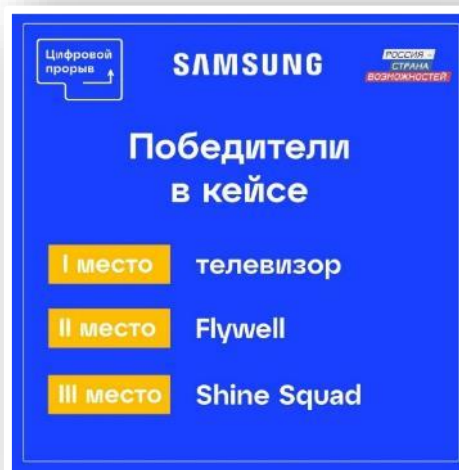 Цифровой
прорыв
SAMSUNG
РОССИЯ –
СТРАНА
ВОЗМОЖНОСТЕЙ
Победители
в кейсе
I место
телевизор
II место
Flywell
III место
Shine Squad